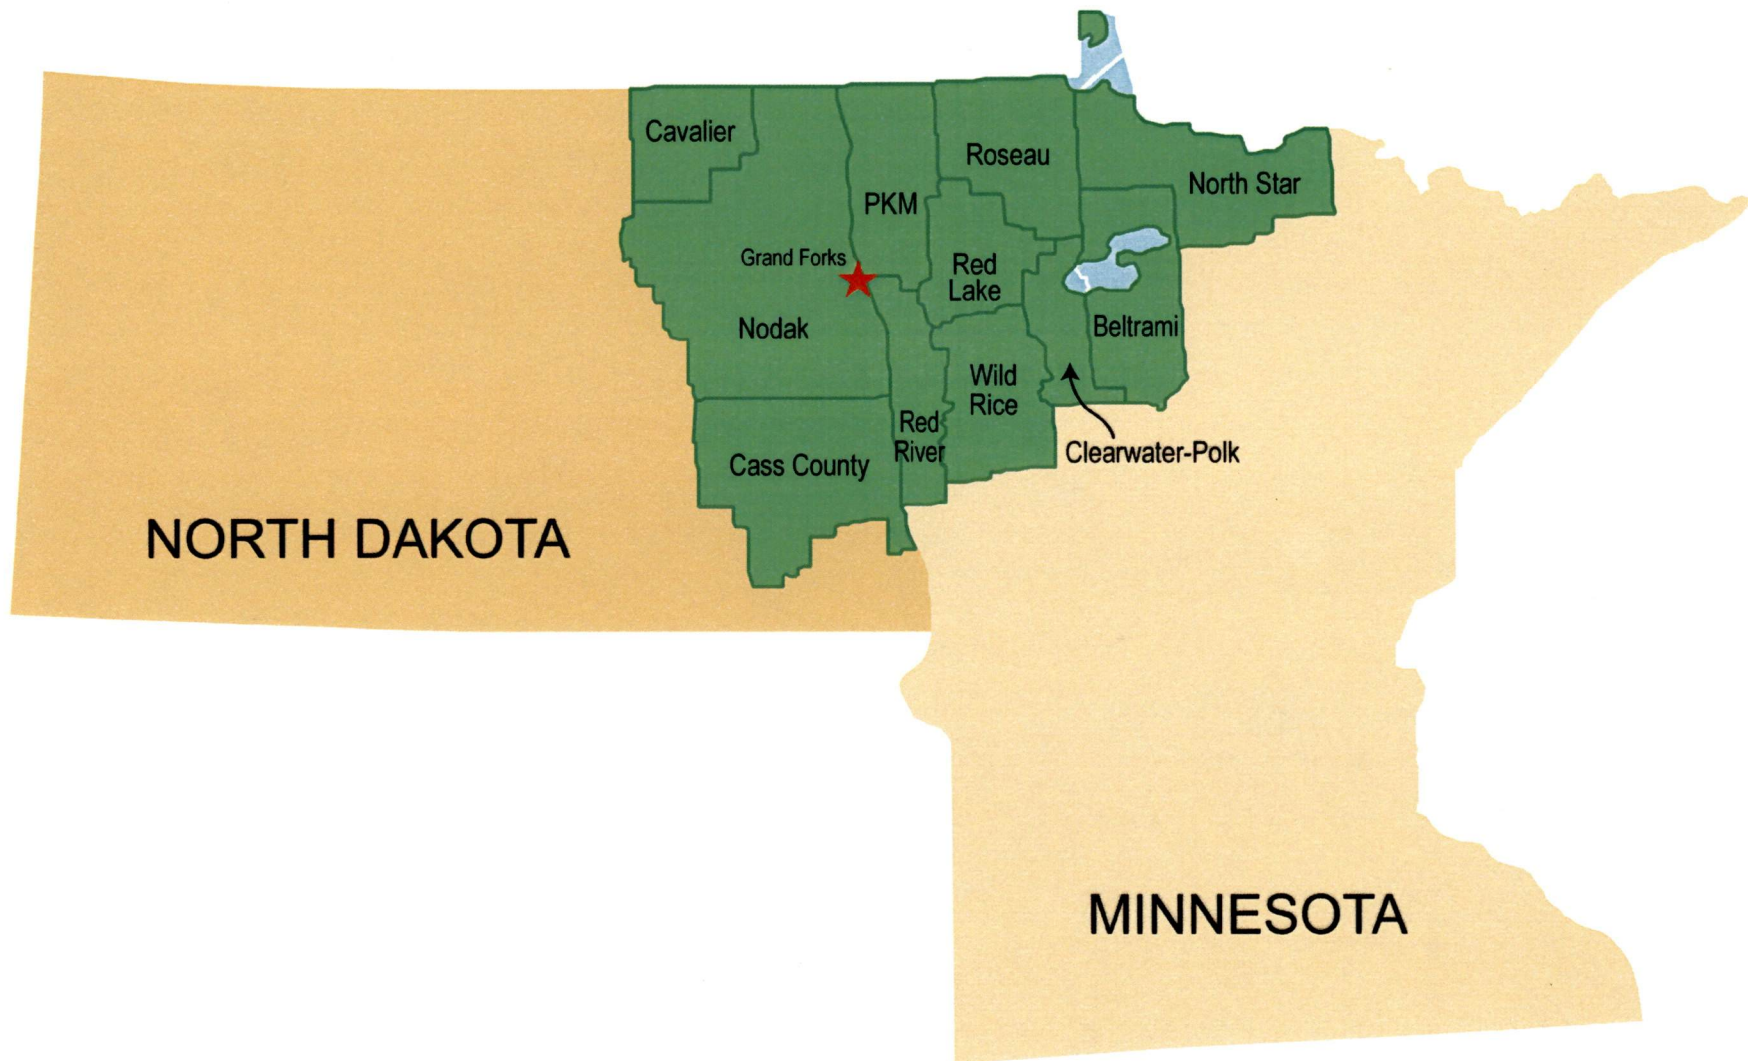 Cavalier
Roseau
North Star
PKM
Grand Forks
Red
Lake
Nodak
Beltrami
Wild
Rice
Red
River
Cass County
Clearwater-Polk
NORTH DAKOTA
MINNESOTA